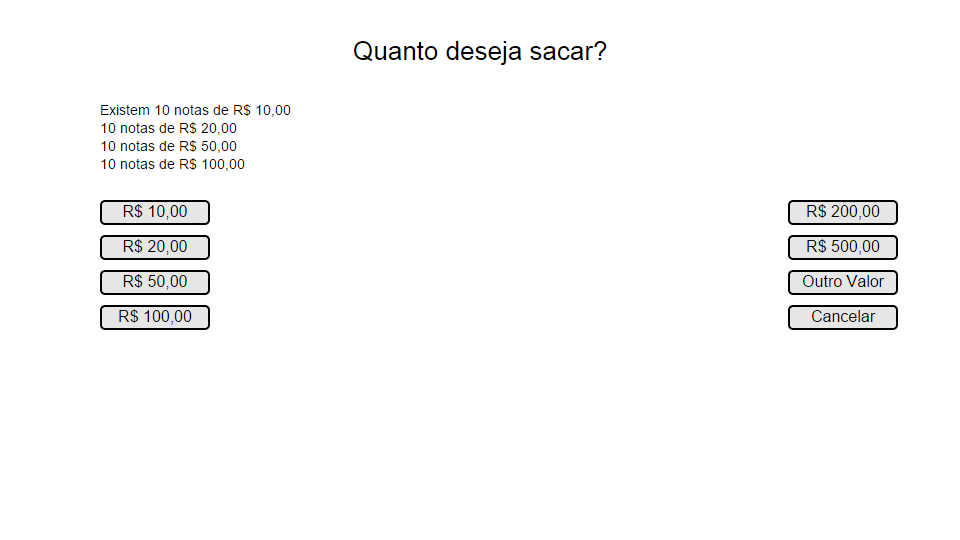 Quanto deseja sacar?
Existem 10 notas de R$ 10,00
10 notas de R$ 20,00
10 notas de R$ 50,00
10 notas de R$ 100,00
R$ 10,00
R$ 20,00
R$ 50,00
R$ 100,00
R$ 200,00
R$ 500,00
Outro Valor
Cancelar